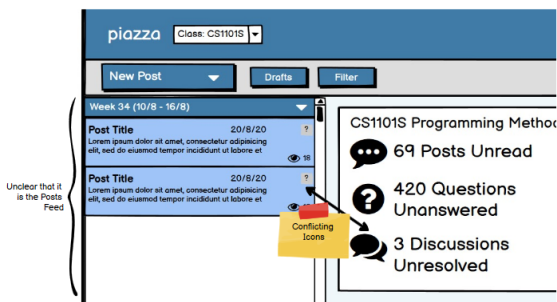 piazza
Class: CS1101S
New Post
Drafts
Filter
Week 34 (10/8 - 16/8)
Post Title
20/8/20
?
Lorem ipsum dolor sit amet, consectetur adipisicing
elit, sed do eiusmod tempor incididunt ut labore et
18
Post Title
20/8/20
?
Lorem ipsum dolor sit amet, consectetur adipisicing
elit, sed do eiusmod tempor incididunt ut labore et
Unclear that it
is the Posts
Feed
Conflicting
Icons
CS1101S Programming Method
69 Posts Unread
?
420 Questions
Unanswered
3 Discussions
Unresolved